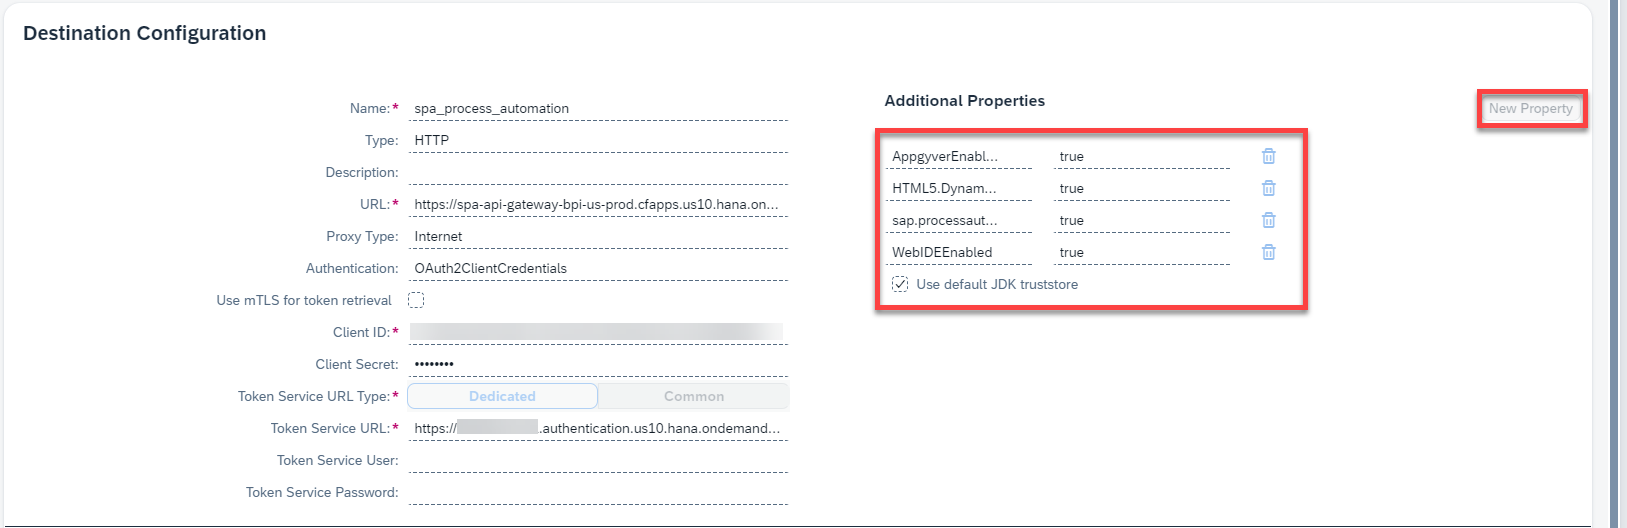 Destination Configuration
Name:* spa_process_automation
Type: HTTP
Description:
URL:* https://spa-api-gateway-bpi-us-prod.cfapps.us10.hana.on...
Proxy Type: Internet
Authentication: OAuth2ClientCredentials
Use mTLS for token retrieval
Client ID:*
Client Secret: ••••••••
Token Service URL Type:* Dedicated Common
Token Service URL:* https:// .authentication.us10.hana.ondemand...
Token Service User:
Token Service Password:
Additional Properties
New Property
AppgyverEnabl... true
HTML5.Dynam... true
sap.processaut... true
WebIDEEnabled true
Use default JDK truststore